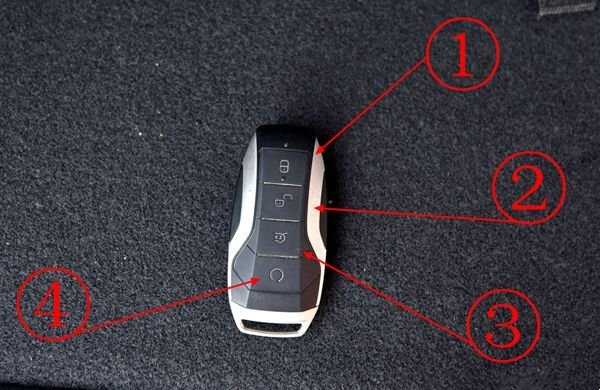 ①
②
③
④